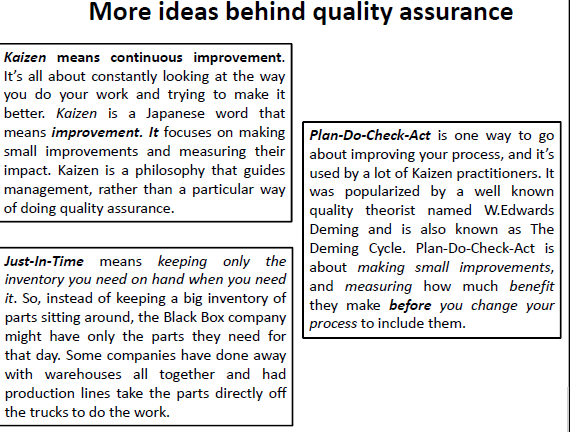 More ideas behind quality assurance
Kaizen means continuous improvement.
It's all about constantly looking at the way
you do your work and trying to make it
better. Kaizen is a Japanese word that
means improvement. It focuses on making
small improvements and measuring their
impact. Kaizen is a philosophy that guides
management, rather than a particular way
of doing quality assurance.
Plan-Do-Check-Act is one way to go
about improving your process, and it's
used by a lot of Kaizen practitioners. It
was popularized by a well known
quality theorist named W.Edwards
Deming and is also known as The
Deming Cycle. Plan-Do-Check-Act is
about making small improvements,
and measuring how much benefit
they make before you change your
process to include them.
Just-In-Time means keeping only the
inventory you need on hand when you need
it. So, instead of keeping a big inventory of
parts sitting around, the Black Box company
might have only the parts they need for
that day. Some companies have done away
with warehouses all together and had
production lines take the parts directly off
the trucks to do the work.